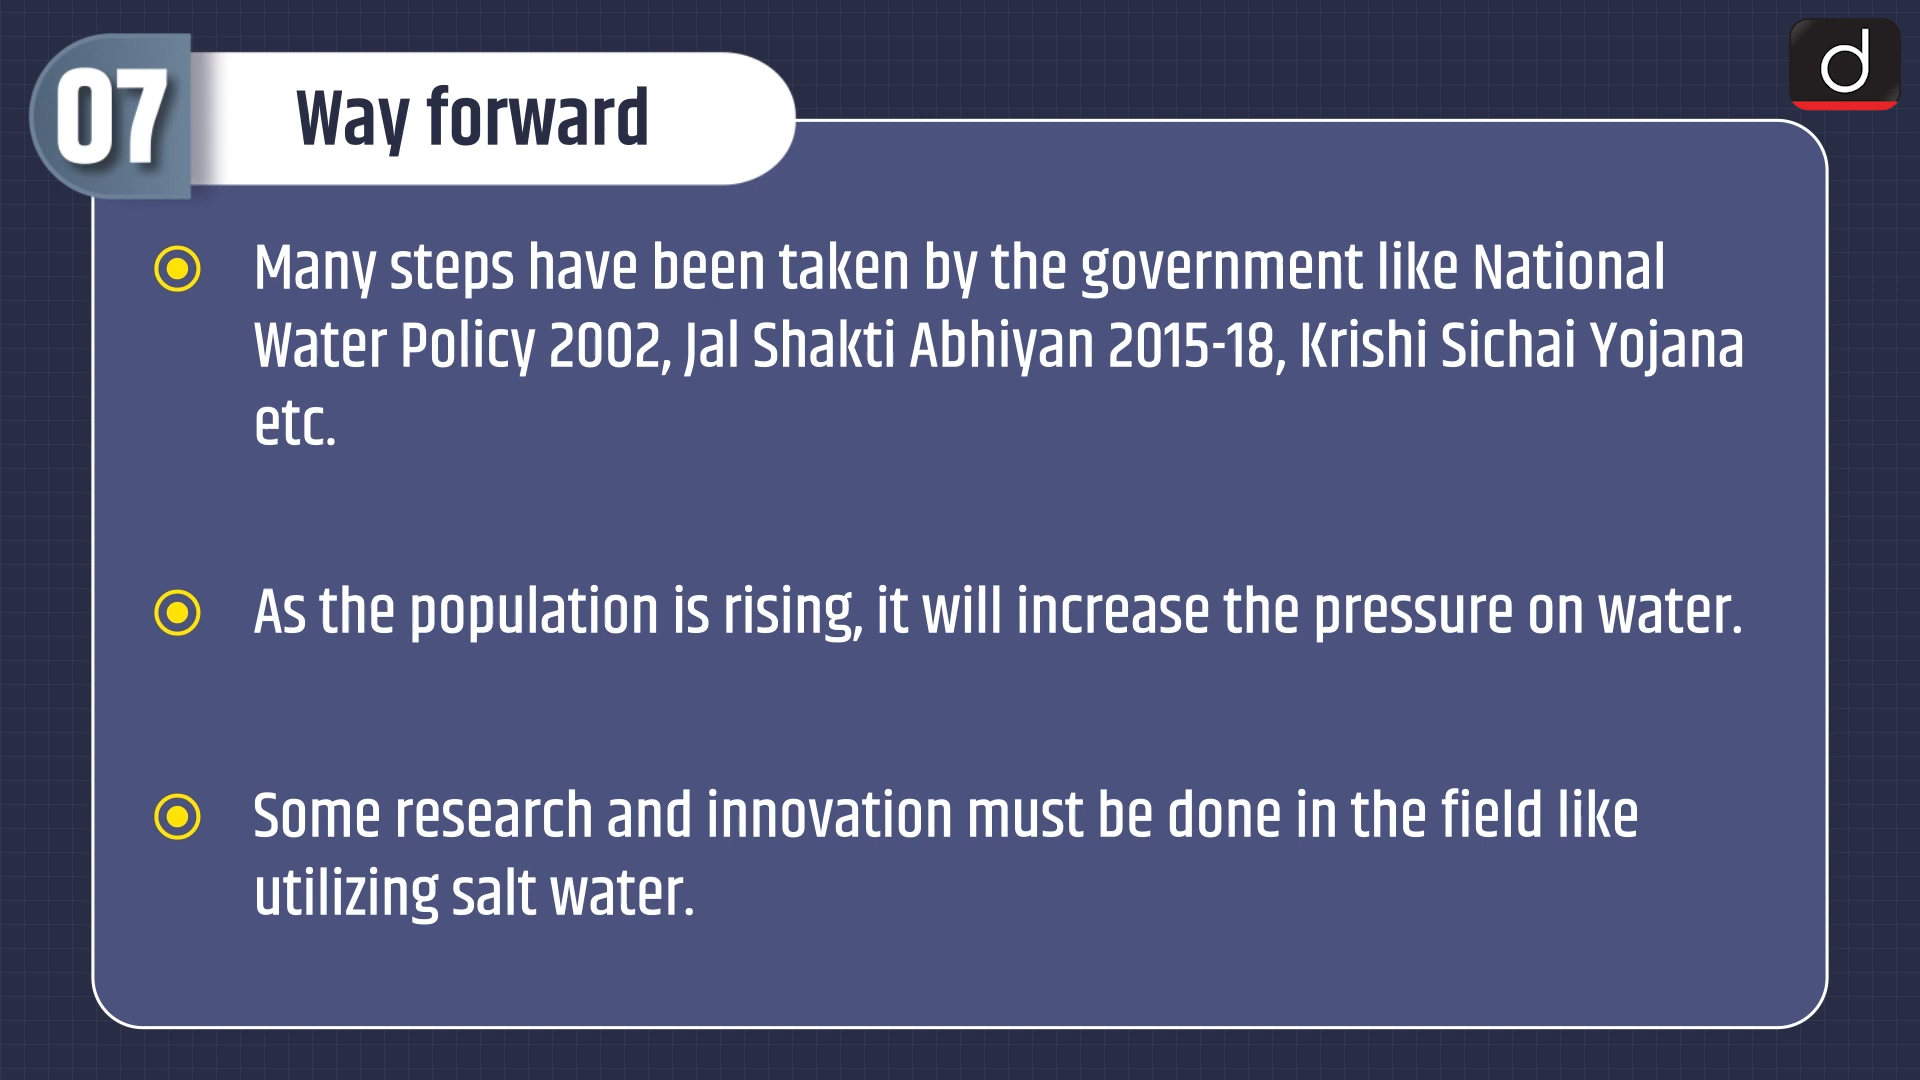 07
Way forward
d
Many steps have been taken by the government like National
Water Policy 2002, Jal Shakti Abhiyan 2015-18, Krishi Sichai Yojana
etc.
As the population is rising, it will increase the pressure on water.
Some research and innovation must be done in the field like
utilizing salt water.